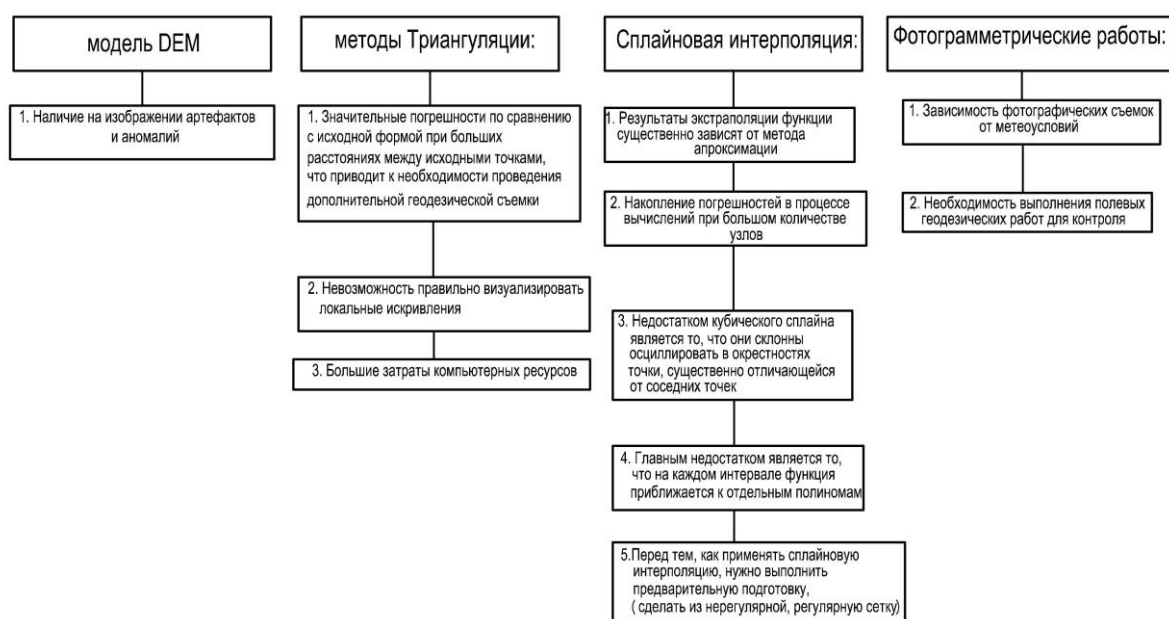 модель DEM
1. Наличие на изображении артефактов
и аномалий
методы Триангуляции:
1. Значительные погрешности по сравнению
с исходной формой при больших
расстояниях между исходными точками,
что приводит к необходимости проведения
дополнительной геодезической съемки
2. Невозможность правильно визуализировать
локальные искривления
3. Большие затраты компьютерных ресурсов
Сплайновая интерполяция:
1. Результаты экстраполяции функции
существенно зависят от метода
апроксимации
2. Накопление погрешностей в процессе
вычислений при большом количестве
узлов
3. Недостатком кубического сплайна
является то, что они склонны
осциллировать в окрестностях
точки, существенно отличающейся
от соседних точек
4. Главным недостатком является то,
что на каждом интервале функция
приближается к отдельным полиномам
5.Перед тем, как применять сплайновую
интерполяцию, нужно выполнить
предварительную подготовку,
( сделать из нерегулярной, регулярную сетку)
Фотограмметрические работы:
1. Зависимость фотографических съемок
от метеоусловий
2. Необходимость выполнения полевых
геодезических работ для контроля